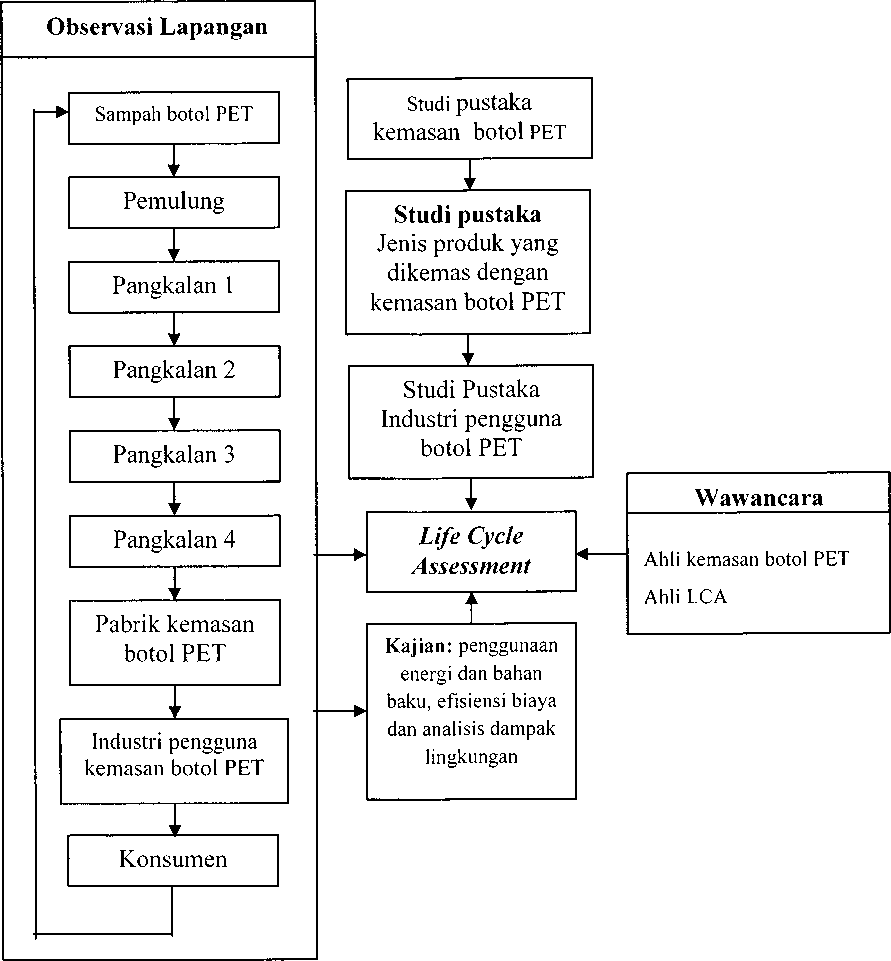 Observasi Lapangan
Sampah botol PET
Pemulung
Pangkalan 1
Pangkalan 2
Pangkalan 3
Pangkalan 4
Pabrik kemasan
botol PET
Industri pengguna
kemasan botol PET
Konsumen
Studi pustaka
kemasan botol PET
Studi pustaka
Jenis produk yang
dikemas dengan
kemasan botol PET
Studi Pustaka
Industri pengguna
botol PET
Life Cycle
Assessment
Kajian: penggunaan
energi dan bahan
baku, efisiensi biaya
dan analisis dampak
lingkungan
Wawancara
Ahli kemasan botol PET
Ahli LCA